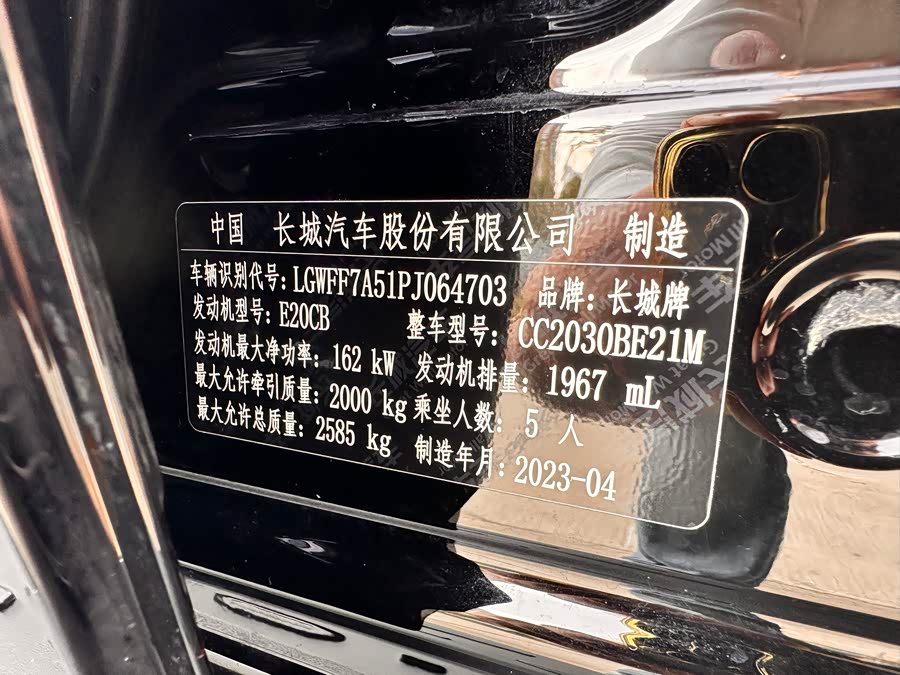 中国 长城汽车股份有限公司 制造
车辆识别代号:LGWFF7A51PJ064703 品牌:长城牌
发动机型号:E20CB 整车型号:CC2030BE21M
发动机最大净功率:162 kW 发动机排量:1967 mL
最大允许牵引质量:2000 kg 乘坐人数:5 人
最大允许总质量:2585 kg 制造年月:2023-04